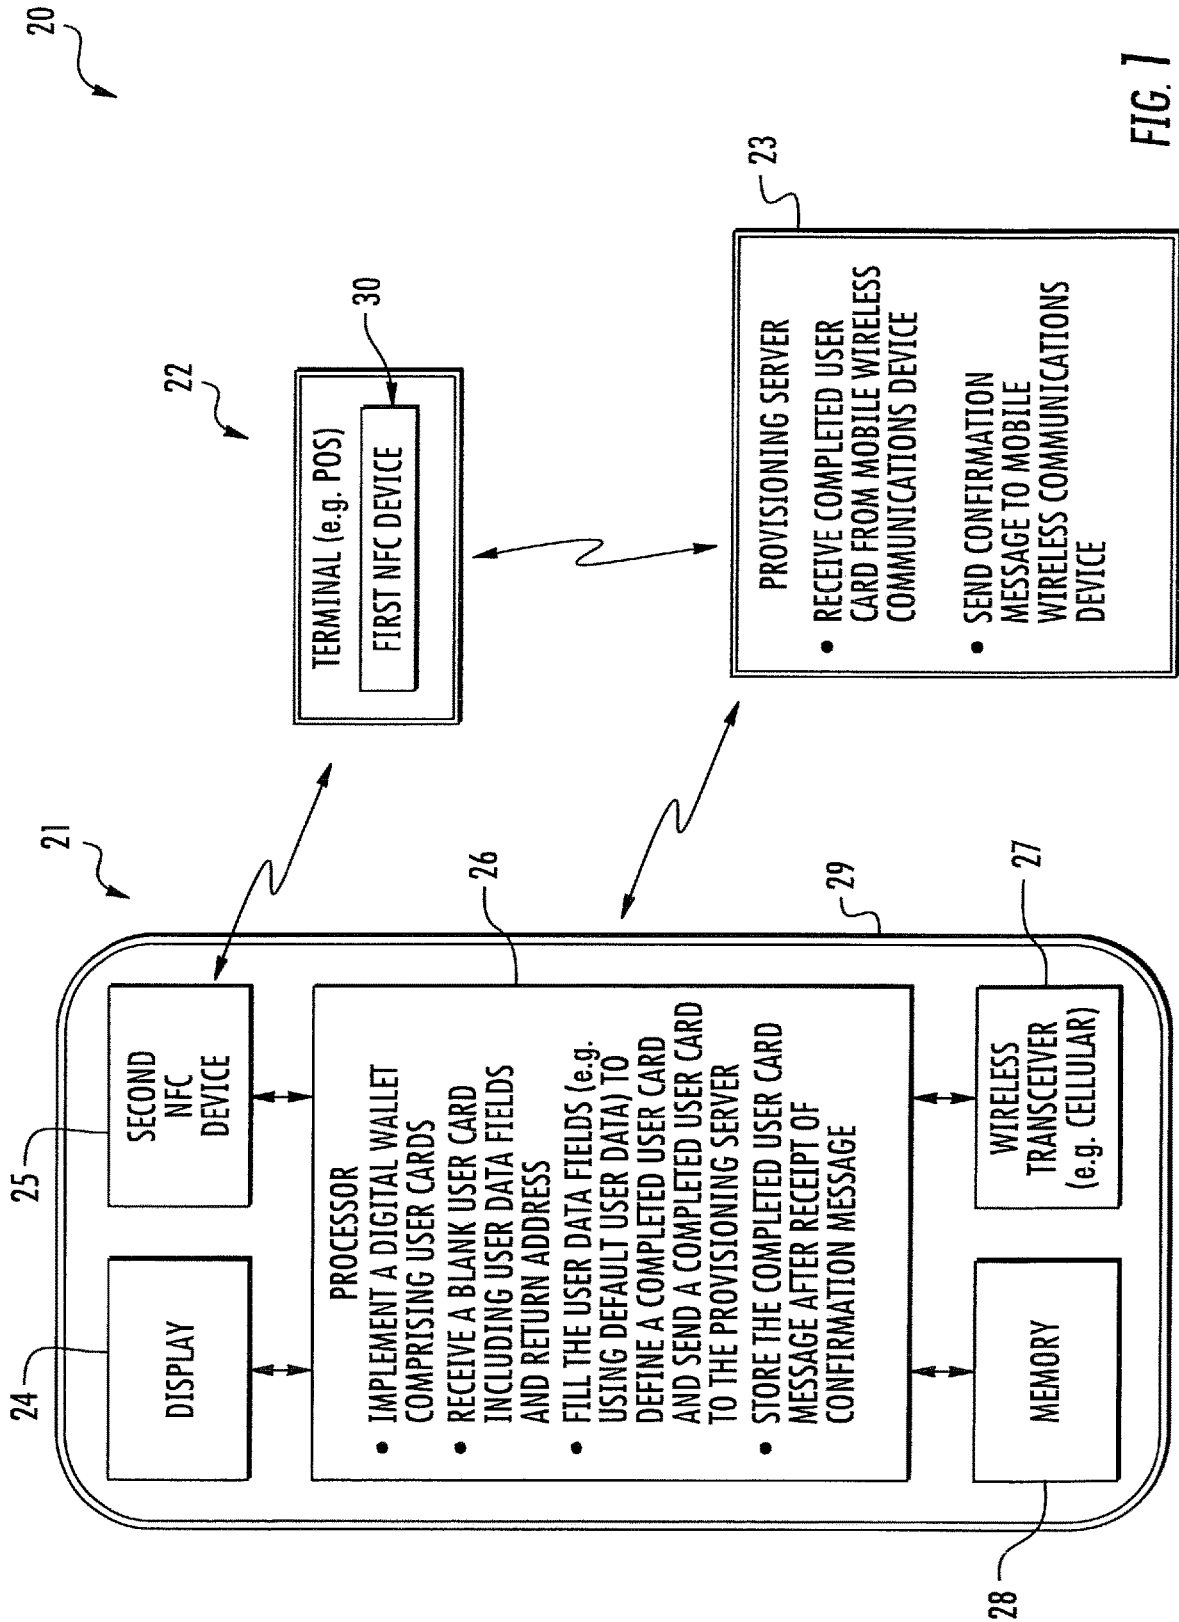 20
21
22
TERMINAL (e.g. POS)
FIRST NFC DEVICE
30
24
DISPLAY
25
SECOND
NFC
DEVICE
PROCESSOR
• IMPLEMENT A DIGITAL WALLET
COMPRISING USER CARDS
• RECEIVE A BLANK USER CARD
INCLUDING USER DATA FIELDS
AND RETURN ADDRESS
• FILL THE USER DATA FIELDS (e.g.
USING DEFAULT USER DATA) TO
DEFINE A COMPLETED USER CARD
AND SEND A COMPLETED USER CARD
TO THE PROVISIONING SERVER
• STORE THE COMPLETED USER CARD
MESSAGE AFTER RECEIPT OF
CONFIRMATION MESSAGE
26
28
MEMORY
WIRELESS
TRANSCEIVER
(e.g. CELLULAR)
27
29
23
PROVISIONING SERVER
• RECEIVE COMPLETED USER
CARD FROM MOBILE WIRELESS
COMMUNICATIONS DEVICE
• SEND CONFIRMATION
MESSAGE TO MOBILE
WIRELESS COMMUNICATIONS
DEVICE
FIG. 1